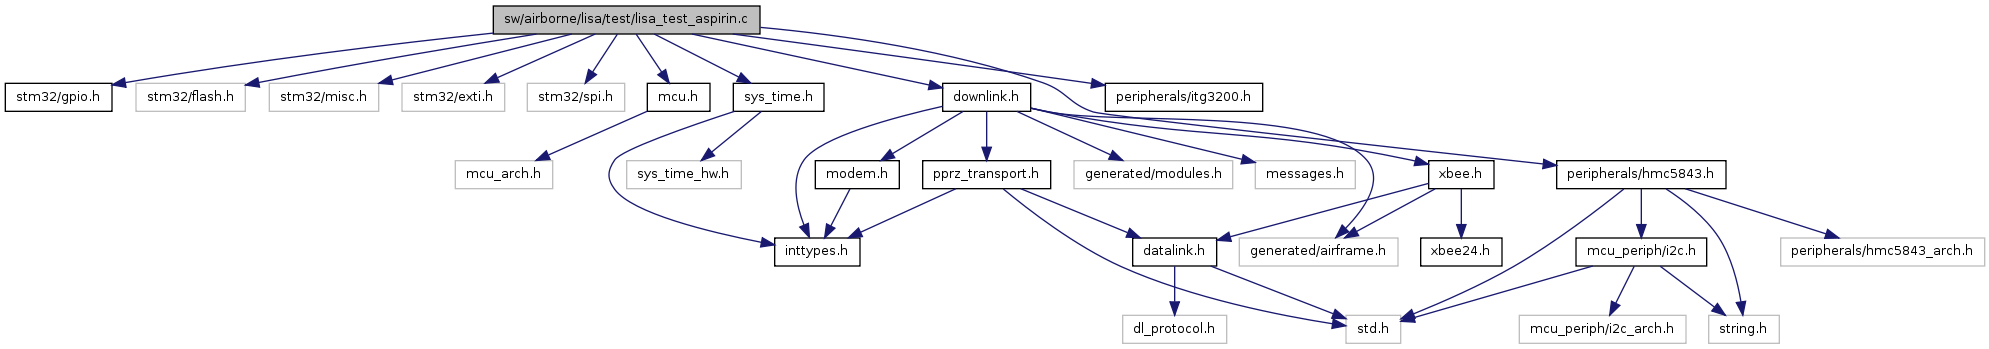 sw/airborne/lisa/test/lisa_test_aspirin.c
stm32/gpio.h
stm32/flash.h
stm32/misc.h
stm32/exti.h
stm32/spi.h
mcu.h
sys_time.h
downlink.h
peripherals/itg3200.h
mcu_arch.h
sys_time_hw.h
modem.h
pprz_transport.h
generated/modules.h
messages.h
xbee.h
peripherals/hmc5843.h
inttypes.h
datalink.h
generated/airframe.h
xbee24.h
mcu_periph/i2c.h
peripherals/hmc5843_arch.h
dl_protocol.h
std.h
mcu_periph/i2c_arch.h
string.h